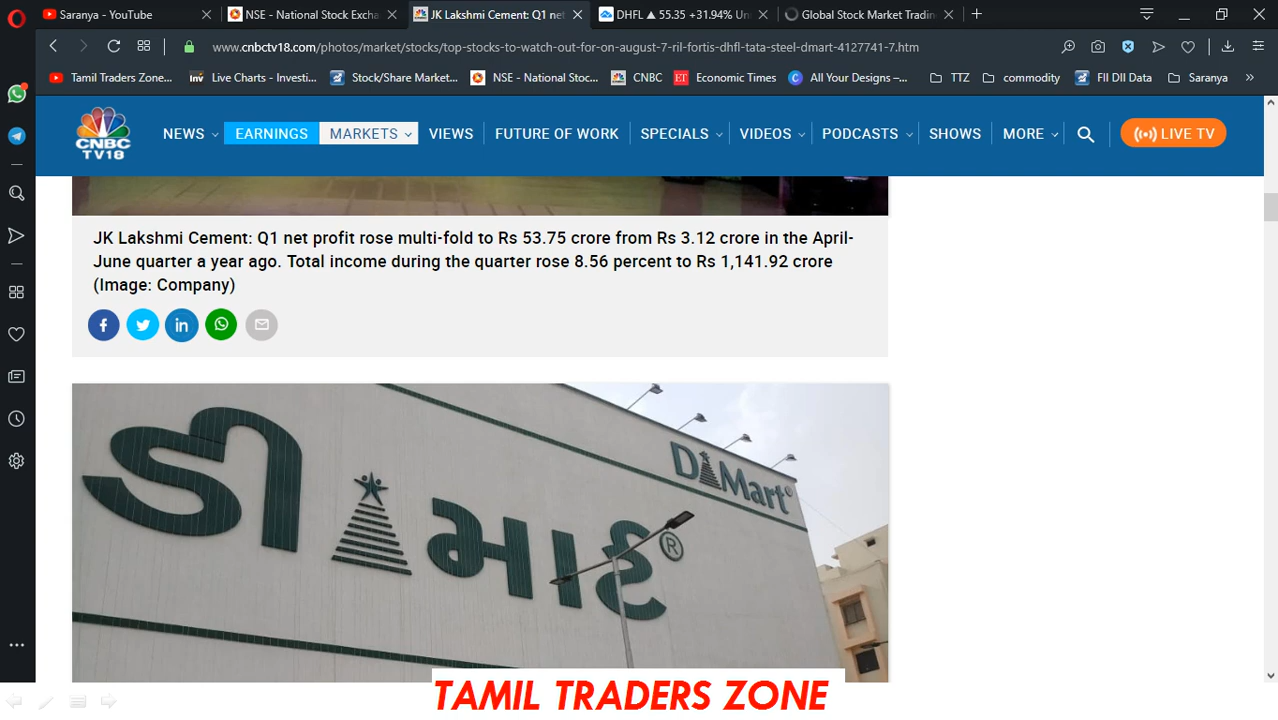 Saranya - YouTube
NSE - National Stock Excha
JK Lakshmi Cement: Q1 net
DHFL ▲ 55.35 +31.94% Un
Global Stock Market Tradin
www.cnbctv18.com/photos/market/stocks/top-stocks-to-watch-out-for-on-august-7-ril-fortis-dhfl-tata-steel-dmart-4127741-7.htm
Tamil Traders Zone...
Inv
Live Charts - Investi...
Stock/Share Market...
NSE - National Stoc...
CNBC
ET
Economic Times
All Your Designs –...
TTZ
commodity
FII DII Data
Saranya
»
CNBC
TV18
NEWS
EARNINGS
MARKETS
VIEWS
FUTURE OF WORK
SPECIALS
VIDEOS
PODCASTS
SHOWS
MORE
LIVE TV
JK Lakshmi Cement: Q1 net profit rose multi-fold to Rs 53.75 crore from Rs 3.12 crore in the April-
June quarter a year ago. Total income during the quarter rose 8.56 percent to Rs 1,141.92 crore
(Image: Company)
DMart®
ડી માર્ટ ®
TAMIL TRADERS ZONE